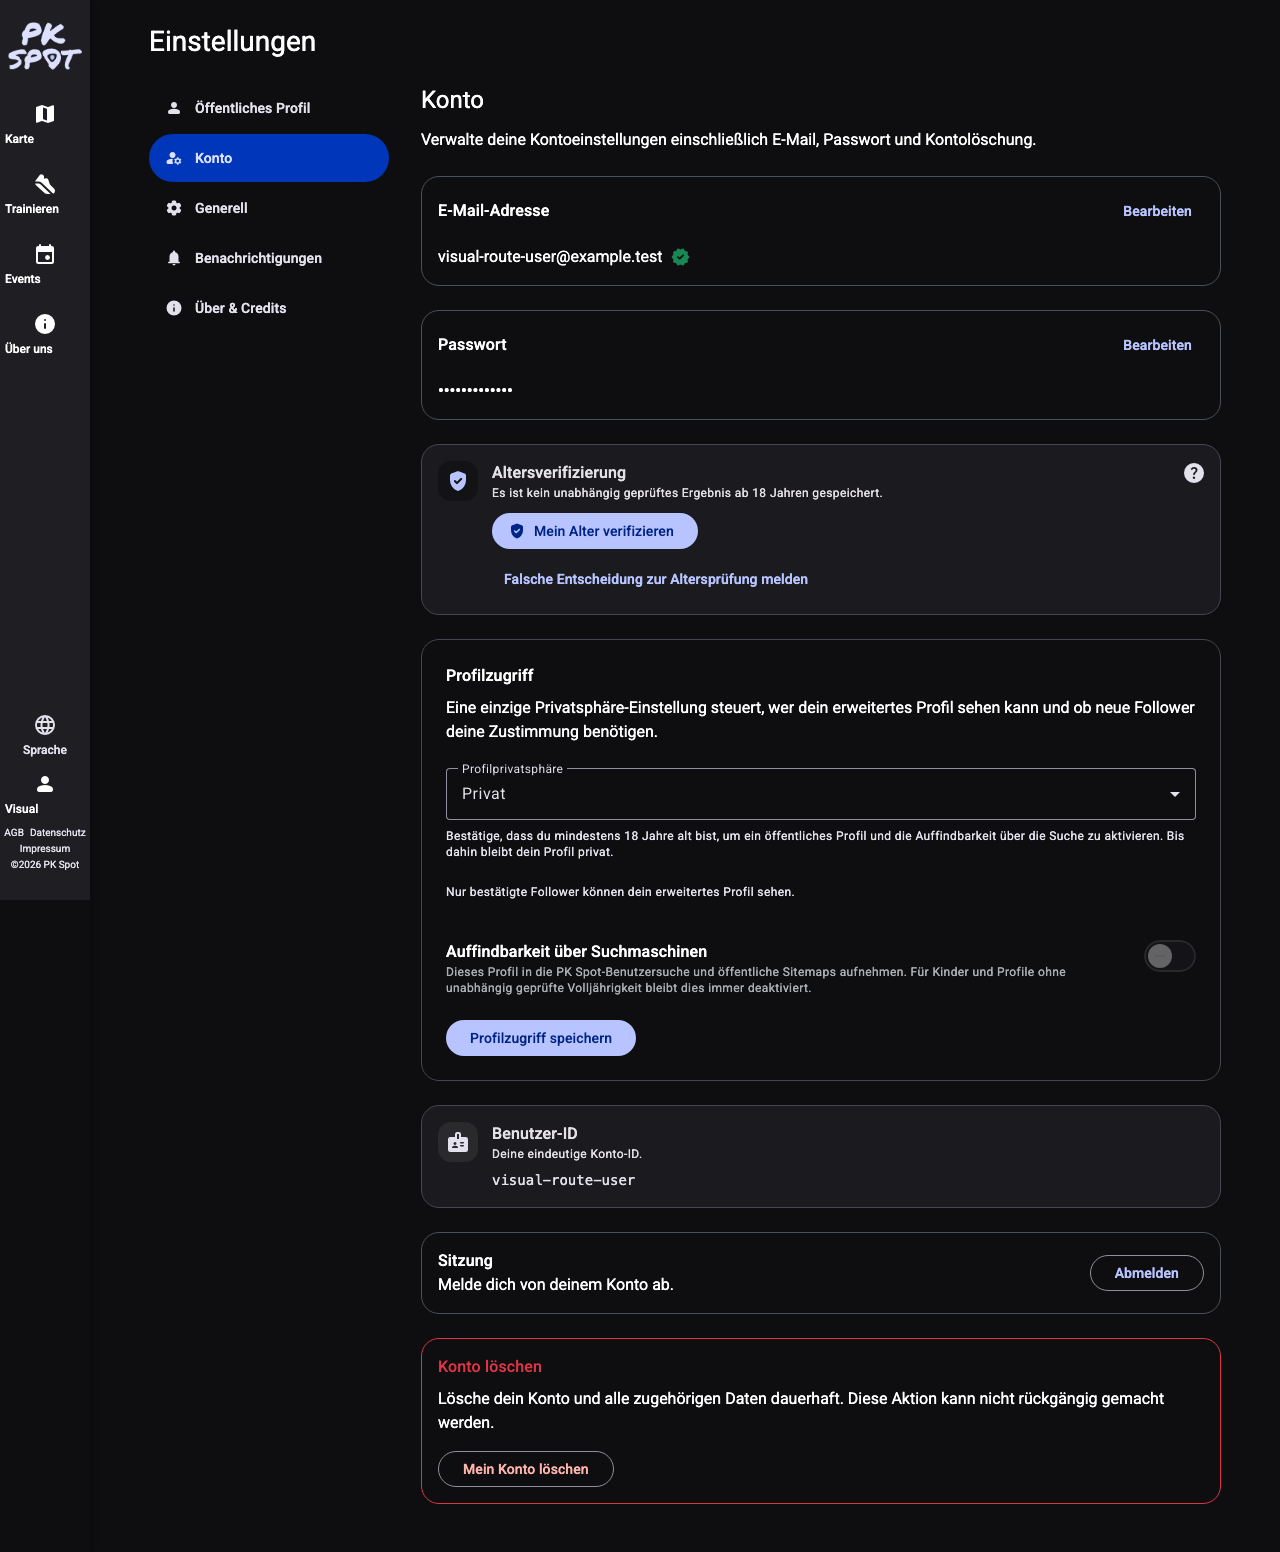 PK
SPOT
Karte
Trainieren
Events
Über uns
Sprache
Visual
AGB Datenschutz
Impressum
©2026 PK Spot
Einstellungen
Öffentliches Profil
Konto
Generell
Benachrichtigungen
Über & Credits
Konto
Verwalte deine Kontoeinstellungen einschließlich E-Mail, Passwort und Kontolöschung.
E-Mail-Adresse
Bearbeiten
visual-route-user@example.test
Passwort
Bearbeiten
•••••••••••••
Altersverifizierung
Es ist kein unabhängig geprüftes Ergebnis ab 18 Jahren gespeichert.
Mein Alter verifizieren
Falsche Entscheidung zur Altersprüfung melden
Profilzugriff
Eine einzige Privatsphäre-Einstellung steuert, wer dein erweitertes Profil sehen kann und ob neue Follower
deine Zustimmung benötigen.
Profilprivatsphäre
Privat
Bestätige, dass du mindestens 18 Jahre alt bist, um ein öffentliches Profil und die Auffindbarkeit über die Suche zu aktivieren. Bis
dahin bleibt dein Profil privat.
Nur bestätigte Follower können dein erweitertes Profil sehen.
Auffindbarkeit über Suchmaschinen
Dieses Profil in die PK Spot-Benutzersuche und öffentliche Sitemaps aufnehmen. Für Kinder und Profile ohne
unabhängig geprüfte Volljährigkeit bleibt dies immer deaktiviert.
Profilzugriff speichern
Benutzer-ID
Deine eindeutige Konto-ID.
visual-route-user
Sitzung
Melde dich von deinem Konto ab.
Abmelden
Konto löschen
Lösche dein Konto und alle zugehörigen Daten dauerhaft. Diese Aktion kann nicht rückgängig gemacht
werden.
Mein Konto löschen